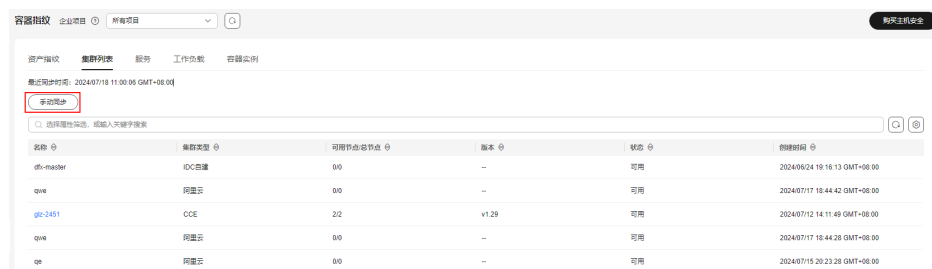 容器指纹 企业项目 所有项目 购买主机安全
资产指纹 集群列表 服务 工作负载 容器实例
最近同步时间：2024/07/18 11:00:06 GMT+08:00
手动同步
选择属性筛选，或输入关键字搜索
名称 集群类型 可用节点/总节点 版本 状态 创建时间
dfx-master IDC自建 0/0 -- 可用 2024/06/24 19:16:13 GMT+08:00
qwe 阿里云 0/0 -- 可用 2024/07/17 18:44:42 GMT+08:00
glz-2451 CCE 2/2 v1.29 可用 2024/07/12 14:11:49 GMT+08:00
qwe 阿里云 0/0 -- 可用 2024/07/17 18:44:28 GMT+08:00
qe 阿里云 0/0 -- 可用 2024/07/15 20:23:28 GMT+08:00